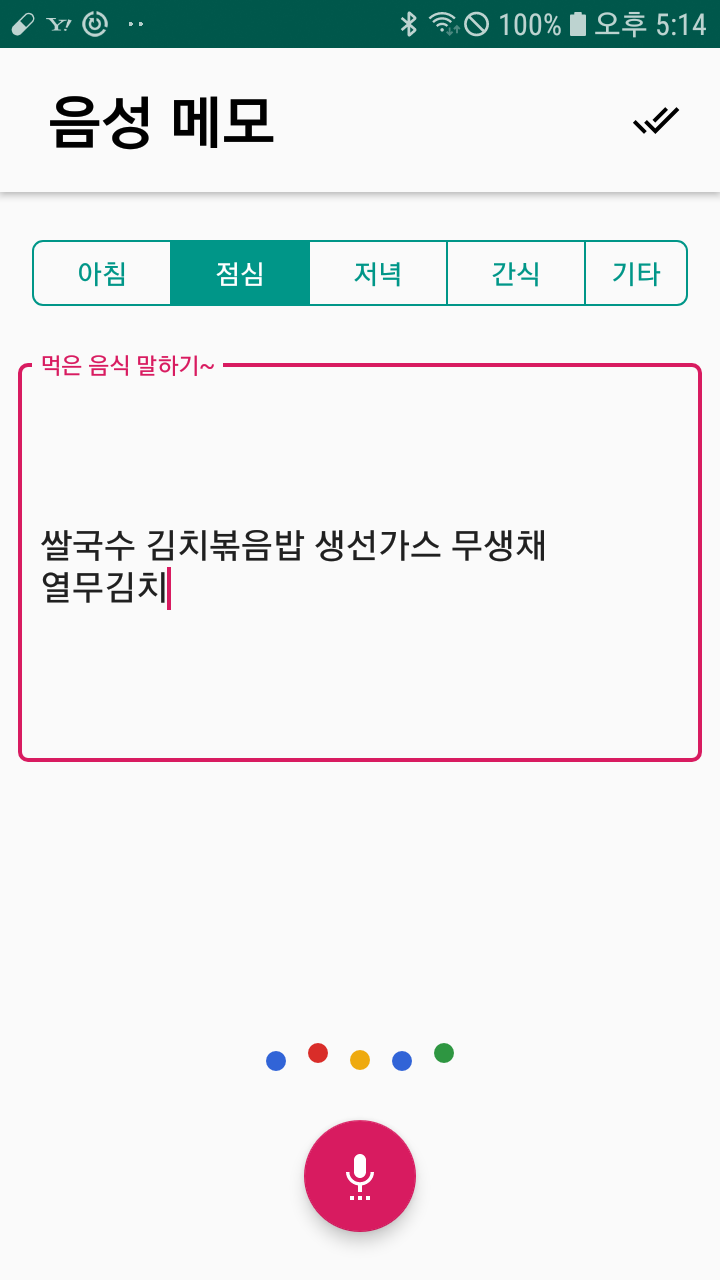 Y! 100% 오후 5:14
음성 메모
아침 점심 저녁 간식 기타
먹은 음식 말하기~
쌀국수 김치볶음밥 생선가스 무생채
열무김치